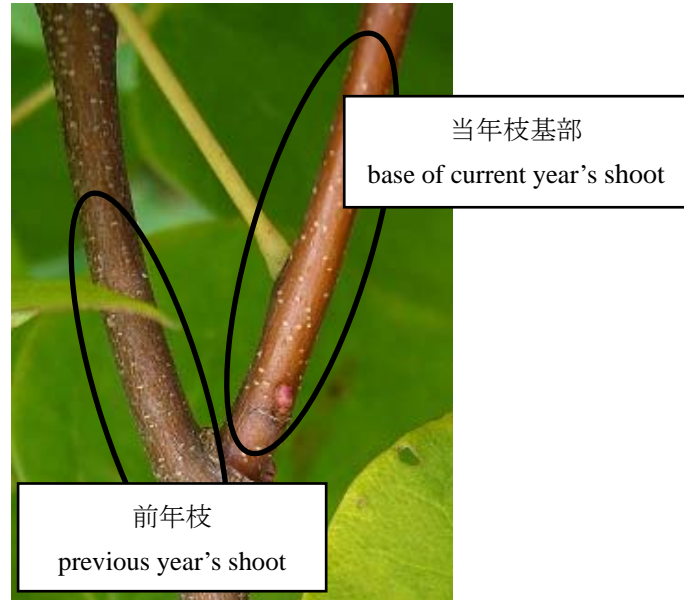 当年枝基部
base of current year's shoot
前年枝
previous year's shoot